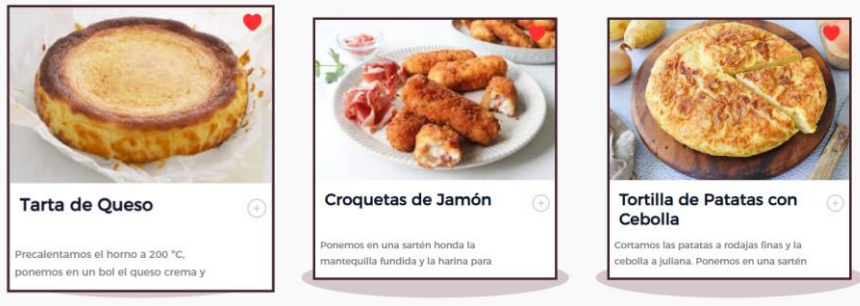 Tarta de Queso
Precalentamos el horno a 200 °C,
ponemos en un bol el queso crema y
Croquetas de Jamón
Ponemos en una sartén honda la
mantequilla fundida y la harina para
Tortilla de Patatas con
Cebolla
Cortamos las patatas a rodajas finas y la
cebolla a juliana. Ponemos en una sartén